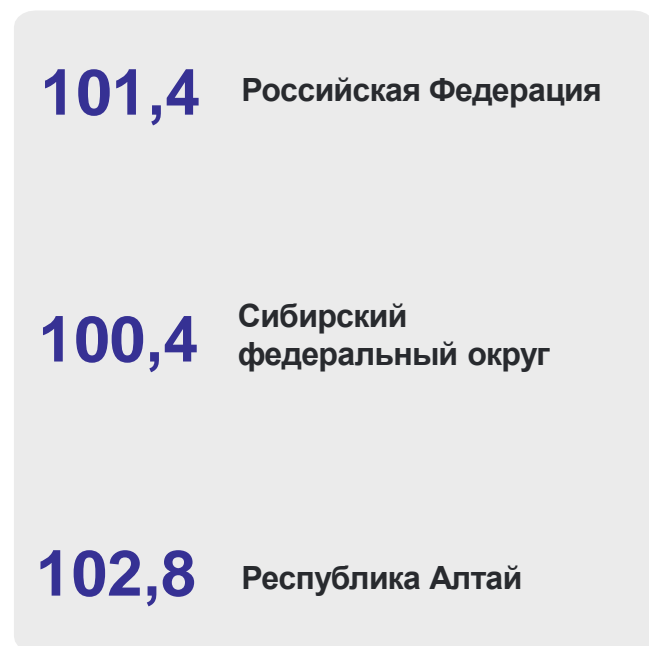 101,4 Российская Федерация
100,4 Сибирский
федеральный округ
102,8 Республика Алтай